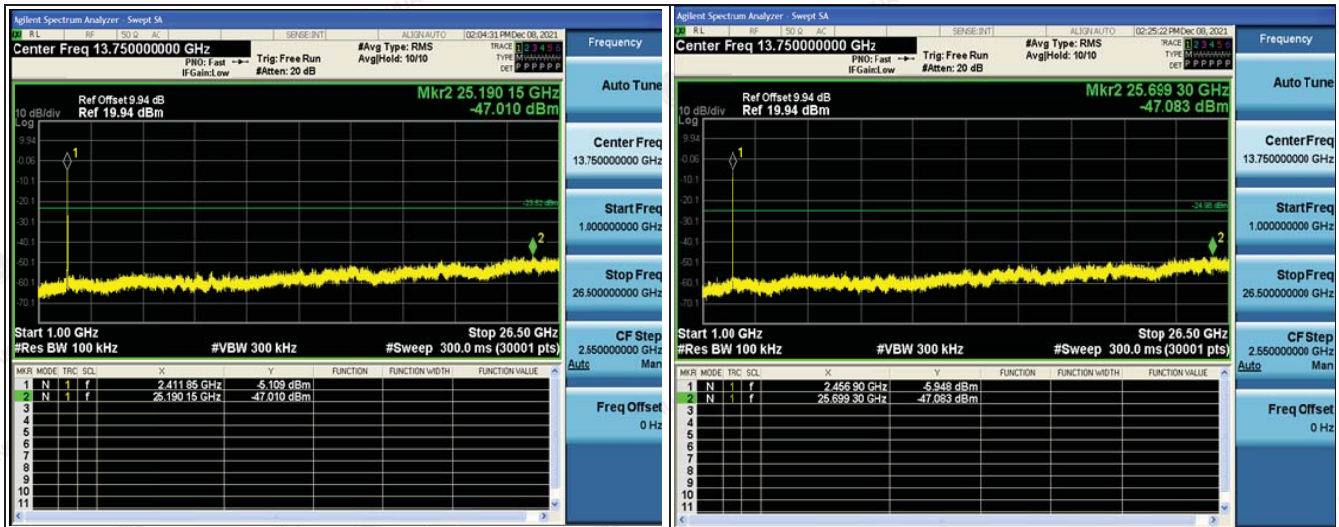 Agilent Spectrum Analyzer - Swept SA
RL RF 50 Ω AC SENSE:INT ALIGNAUTO 02:04:31 PM Dec 08, 2021
Center Freq 13.750000000 GHz
#Avg Type: RMS
TRACE 1 2 3 4 5 6
PNO: Fast Trig: Free Run Avg|Hold: 10/10
TYPE M
IFGain:Low #Atten: 20 dB
DET P P P P P P
Mkr2 25.190 15 GHz
Ref Offset 9.94 dB
-47.010 dBm
10 dB/div Ref 19.94 dBm
Log
9.94
1
-0.06
-10.1
-20.1
-23.52 dBm
-30.1
-40.1
2
-50.1
-60.1
-70.1
Start 1.00 GHz Stop 26.50 GHz
#Res BW 100 kHz #VBW 300 kHz #Sweep 300.0 ms (30001 pts)
MKR MODE TRC SCL X Y FUNCTION FUNCTION WIDTH FUNCTION VALUE
1 N 1 f 2.411 85 GHz -5.109 dBm
2 N 1 f 25.190 15 GHz -47.010 dBm
3
4
5
6
7
8
9
10
11
Frequency
Auto Tune
Center Freq
13.750000000 GHz
Start Freq
1.000000000 GHz
Stop Freq
26.500000000 GHz
CF Step
2.550000000 GHz
Auto Man
Freq Offset
0 Hz
Agilent Spectrum Analyzer - Swept SA
RL RF 50 Ω AC SENSE:INT ALIGNAUTO 02:25:22 PM Dec 08, 2021
Center Freq 13.750000000 GHz
#Avg Type: RMS
TRACE 1 2 3 4 5 6
PNO: Fast Trig: Free Run Avg|Hold: 10/10
TYPE M
IFGain:Low #Atten: 20 dB
DET P P P P P P
Mkr2 25.699 30 GHz
Ref Offset 9.94 dB
-47.083 dBm
10 dB/div Ref 19.94 dBm
Log
9.94
1
-0.06
-10.1
-20.1
-24.98 dBm
-30.1
-40.1
2
-50.1
-60.1
-70.1
Start 1.00 GHz Stop 26.50 GHz
#Res BW 100 kHz #VBW 300 kHz #Sweep 300.0 ms (30001 pts)
MKR MODE TRC SCL X Y FUNCTION FUNCTION WIDTH FUNCTION VALUE
1 N 1 f 2.456 90 GHz -5.948 dBm
2 N 1 f 25.699 30 GHz -47.083 dBm
3
4
5
6
7
8
9
10
11
Frequency
Auto Tune
Center Freq
13.750000000 GHz
Start Freq
1.000000000 GHz
Stop Freq
26.500000000 GHz
CF Step
2.550000000 GHz
Auto Man
Freq Offset
0 Hz